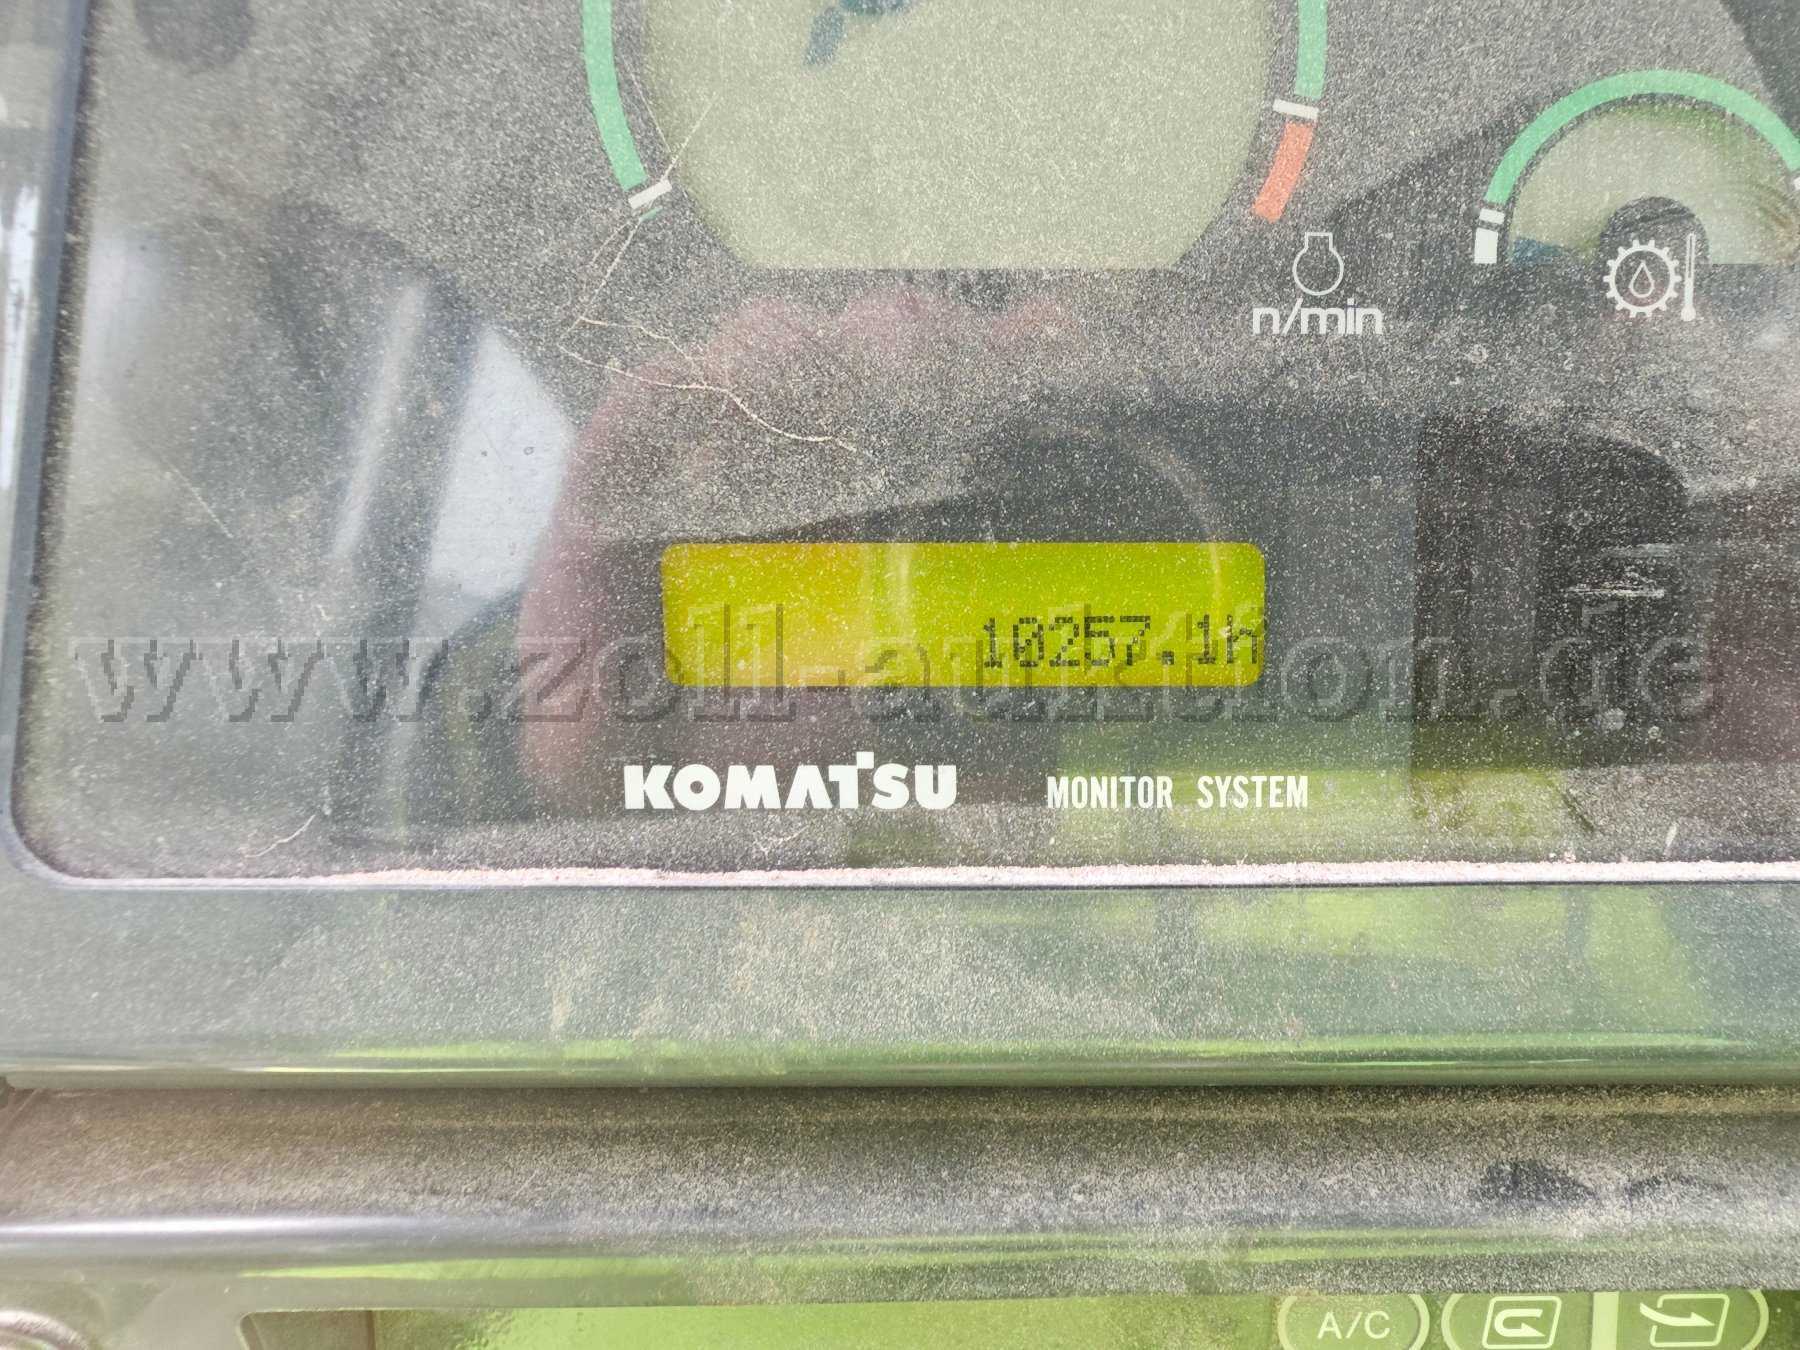 n/min
10257.1h
www.zoll-auktion.de
KOMATSU MONITOR SYSTEM
A/C